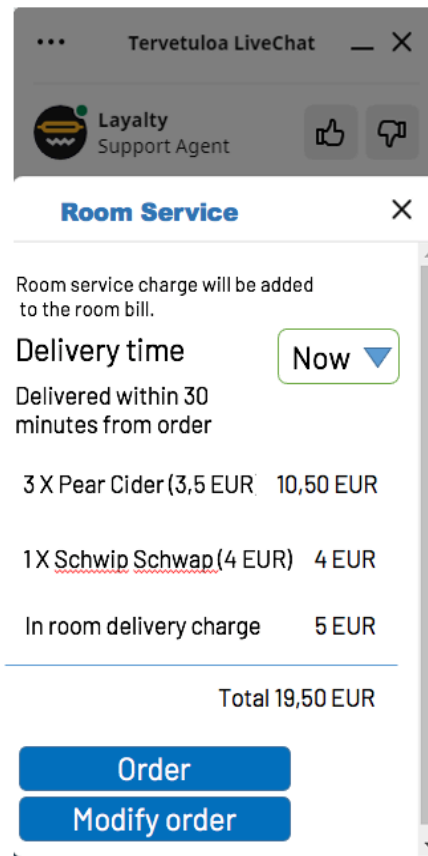 Tervetuloa LiveChat
Layalty
Support Agent
Room Service
Room service charge will be added
to the room bill.
Delivery time
Now
Delivered within 30
minutes from order
3 X Pear Cider (3,5 EUR 10,50 EUR
1 X Schwip Schwap (4 EUR) 4 EUR
In room delivery charge 5 EUR
Total 19,50 EUR
Order
Modify order